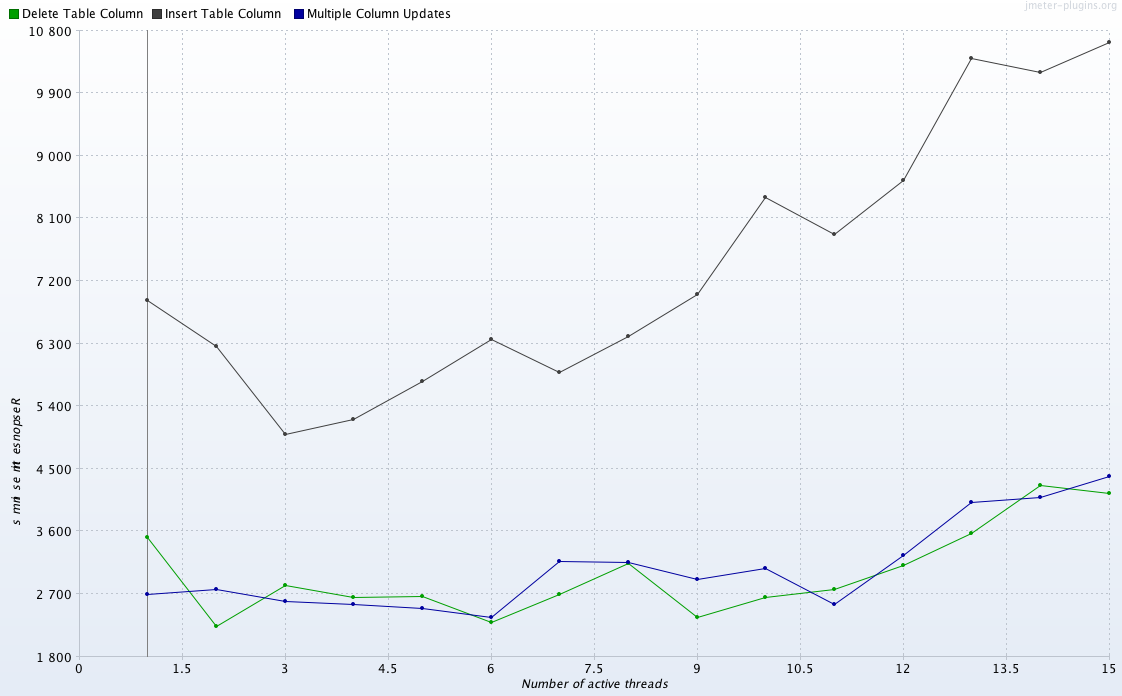 jmeter-plugins.org
Delete Table Column Insert Table Column Multiple Column Updates
10 800
9 900
9 000
8 100
7 200
6 300
5 400
4 500
3 600
2 700
1 800
0 1.5 3 4.5 6 7.5 9 10.5 12 13.5 15
Number of active threads